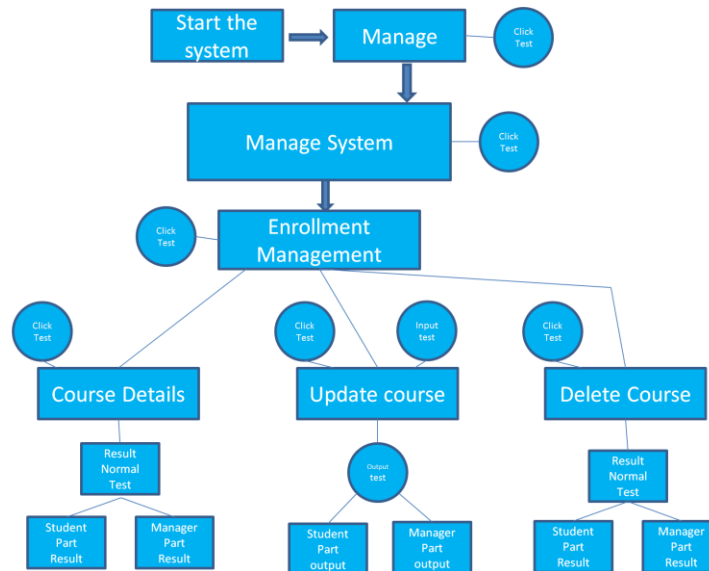 Start the
system
Manage
Click
Test
Manage System
Click
Test
Enrollment
Management
Click
Test
Click
Test
Click
Test
Input
test
Click
Test
Course Details
Update course
Delete Course
Result
Normal
Test
Output
test
Result
Normal
Test
Student
Part
Result
Manager
Part
Result
Student
Part
output
Manager
Part
output
Student
Part
Result
Manager
Part
Result